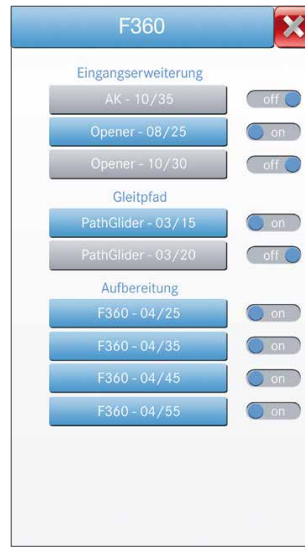 F360
Eingangserweiterung
AK - 10/35 off
Opener - 08/25 on
Opener - 10/30 off
Gleitpfad
PathGlider - 03/15 on
PathGlider - 03/20 off
Aufbereitung
F360 - 04/25 on
F360 - 04/35 on
F360 - 04/45 on
F360 - 04/55 on